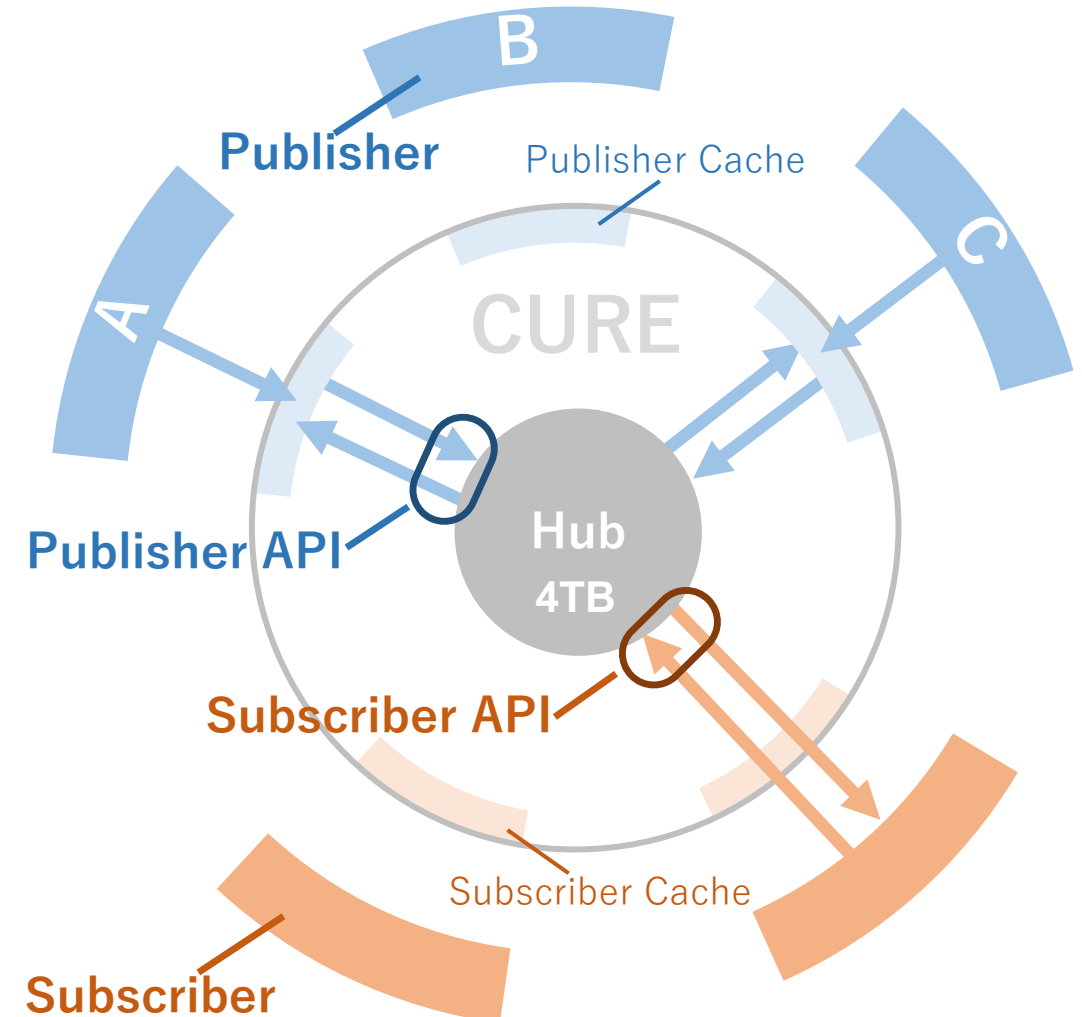 B
Publisher
Publisher Cache
C
A
CURE
Hub
4TB
Publisher API
Subscriber API
Subscriber Cache
Subscriber